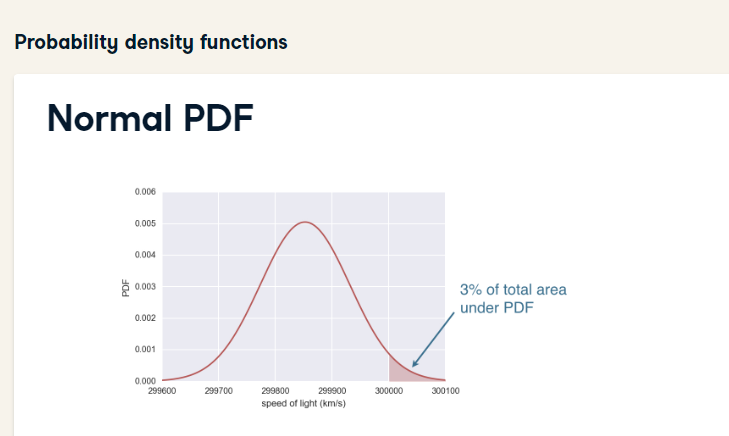 Probability density functions
Normal PDF
0.006
0.005
0.004
0.003
0.002
0.001
0.000
PDF
299600 299700 299800 299900 300000 300100
speed of light (km/s)
3% of total area
under PDF